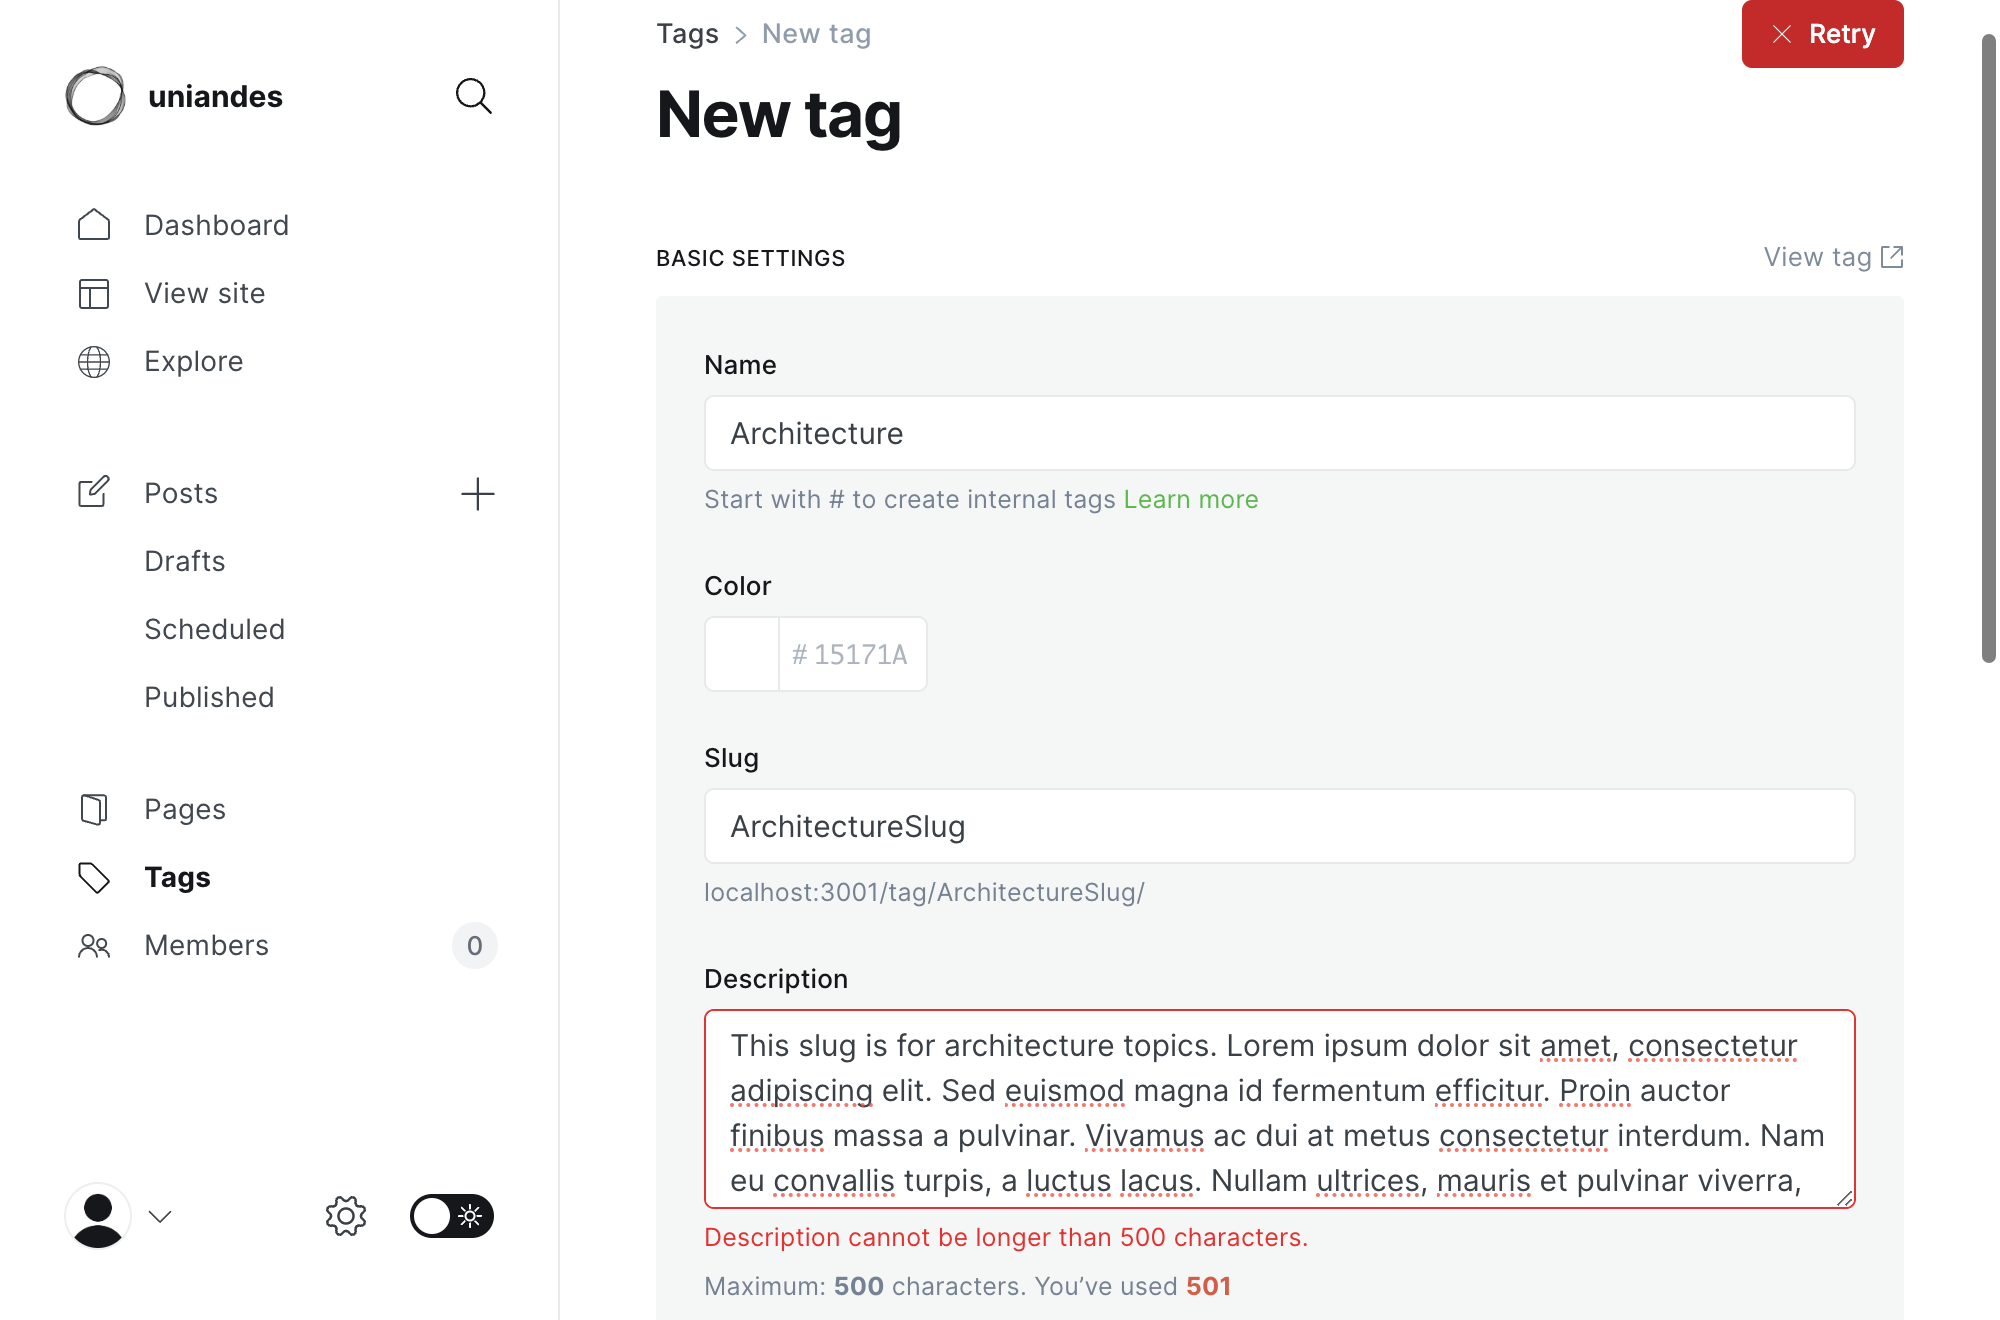 uniandes
Dashboard
View site
Explore
Posts
Drafts
Scheduled
Published
Pages
Tags
Members
0
Tags > New tag
Retry
New tag
BASIC SETTINGS
View tag
Name
Architecture
Start with # to create internal tags Learn more
Color
# 15171A
Slug
ArchitectureSlug
localhost:3001/tag/ArchitectureSlug/
Description
This slug is for architecture topics. Lorem ipsum dolor sit amet, consectetur
adipiscing elit. Sed euismod magna id fermentum efficitur. Proin auctor
finibus massa a pulvinar. Vivamus ac dui at metus consectetur interdum. Nam
eu convallis turpis, a luctus lacus. Nullam ultrices, mauris et pulvinar viverra,
Description cannot be longer than 500 characters.
Maximum: 500 characters. You’ve used 501